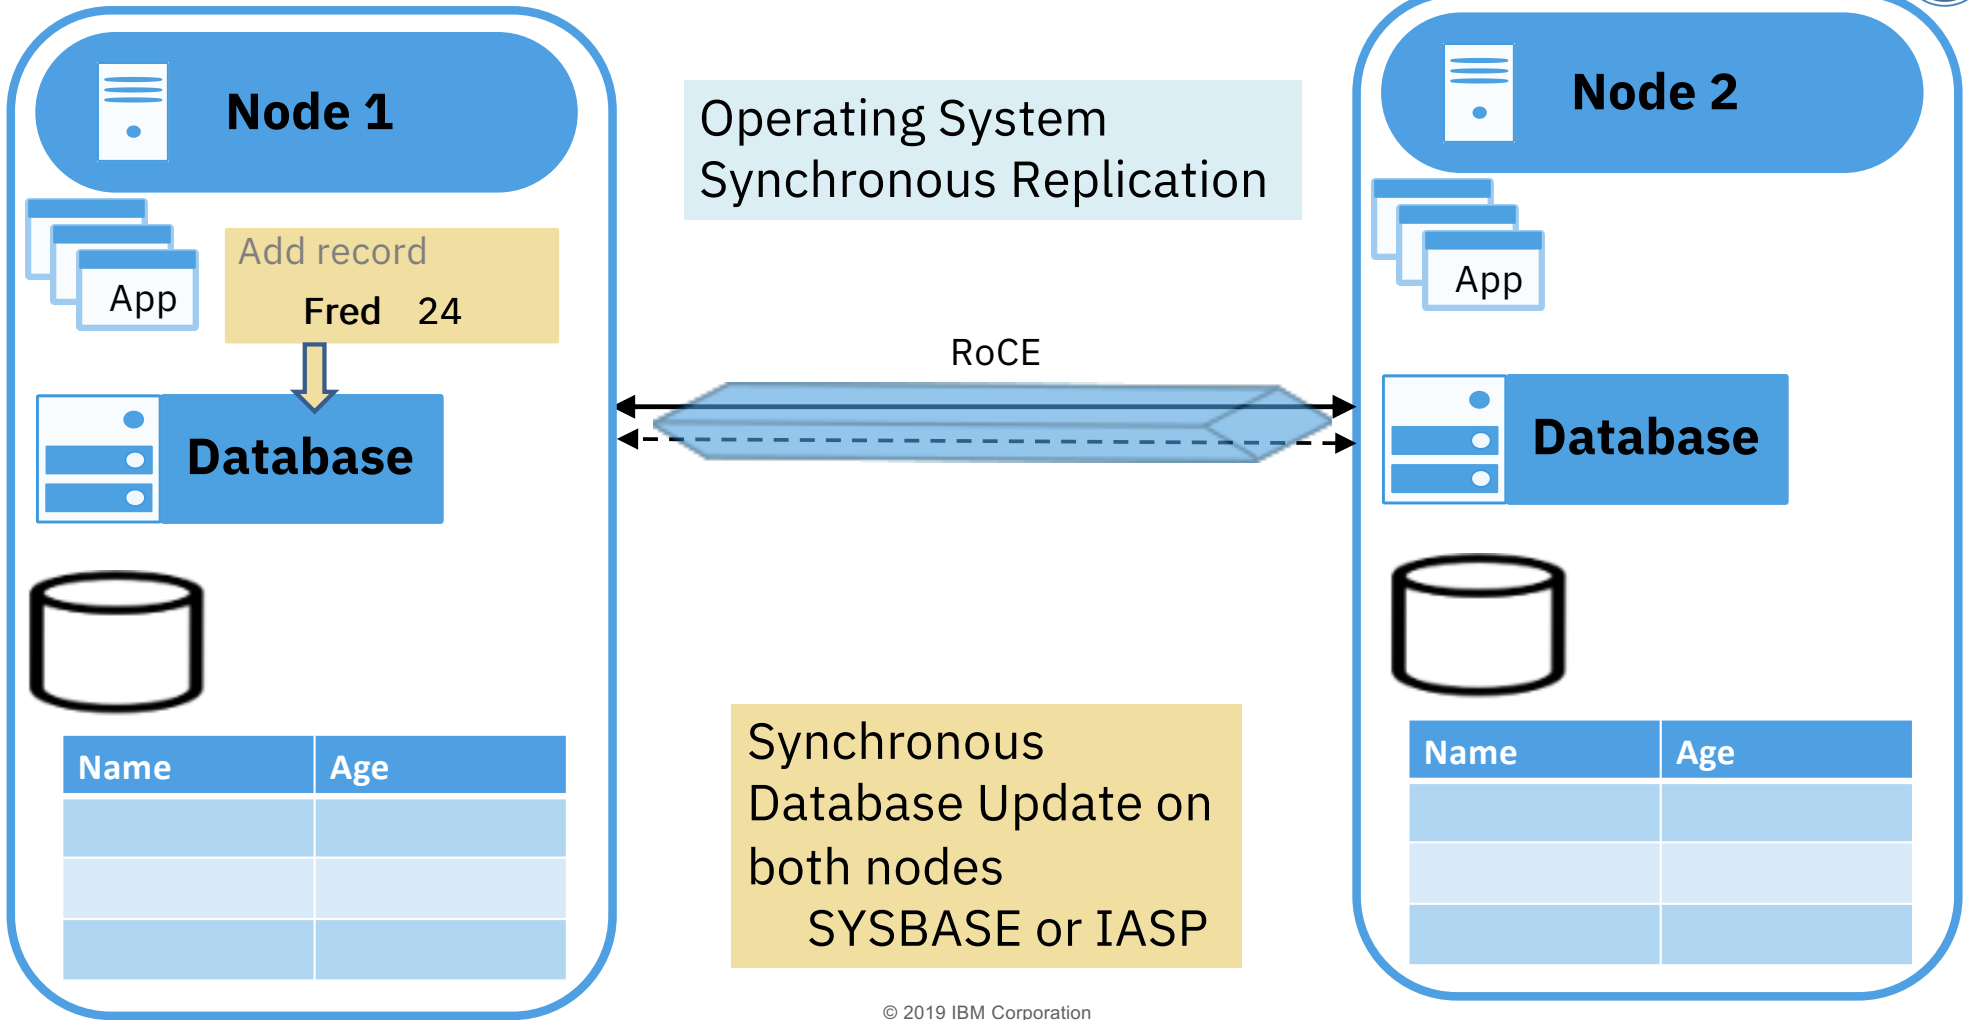 Node 1
App
Add record
Fred 24
Database
Name Age
Operating System
Synchronous Replication
RoCE
Synchronous
Database Update on
both nodes
SYSBASE or IASP
Node 2
App
Database
Name Age
© 2019 IBM Corporation